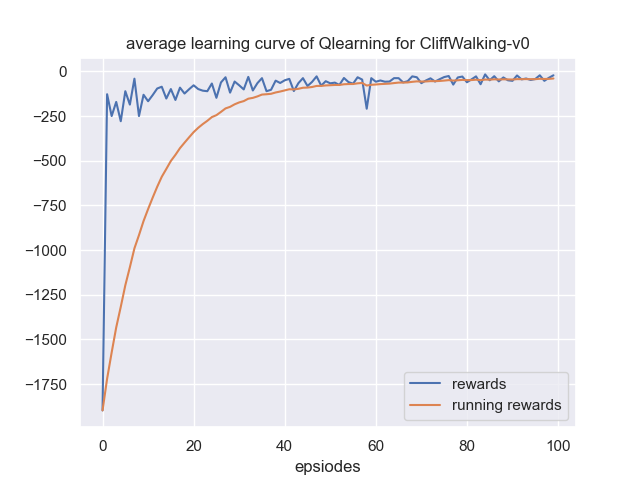 average learning curve of Qlearning for CliffWalking-v0
0
−250
−500
−750
−1000
−1250
−1500
−1750
rewards
running rewards
0 20 40 60 80 100
epsiodes